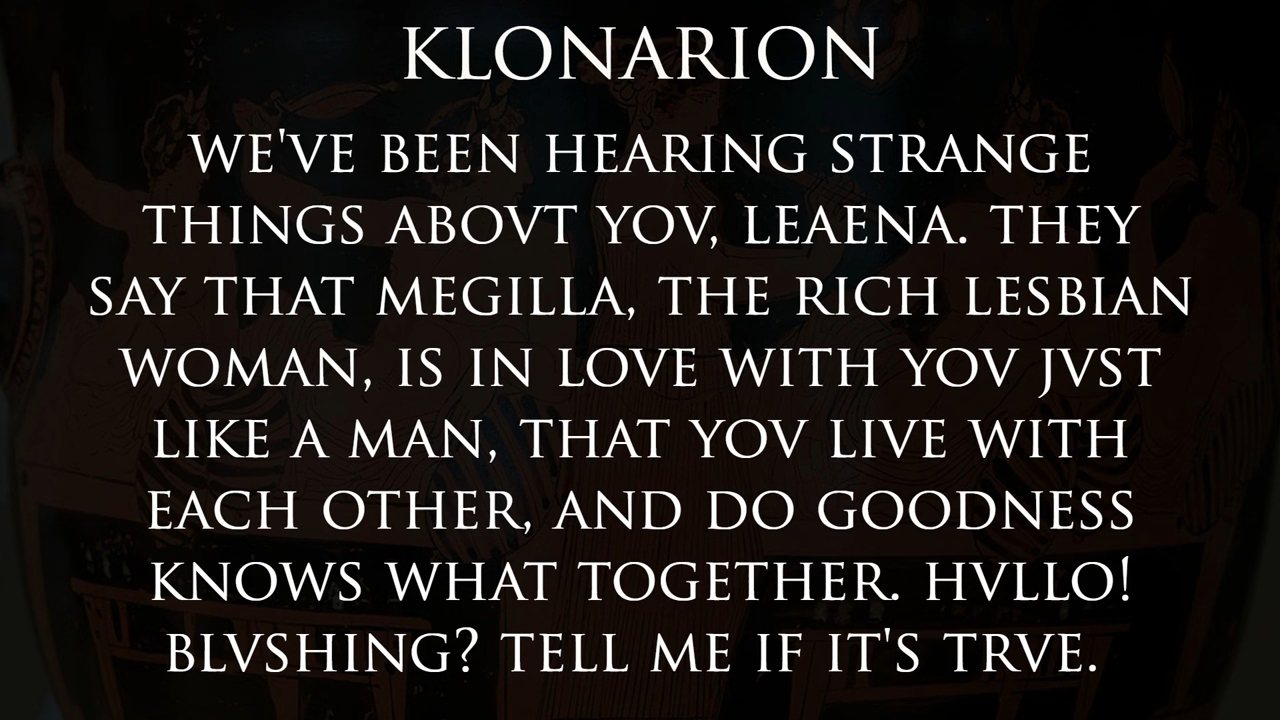 KLONARION
WE'VE BEEN HEARING STRANGE
THINGS ABOVT YOV, LEAENA. THEY
SAY THAT MEGILLA, THE RICH LESBIAN
WOMAN, IS IN LOVE WITH YOV JVST
LIKE A MAN, THAT YOV LIVE WITH
EACH OTHER, AND DO GOODNESS
KNOWS WHAT TOGETHER. HVLLO!
BLVSHING? TELL ME IF IT'S TRVE.